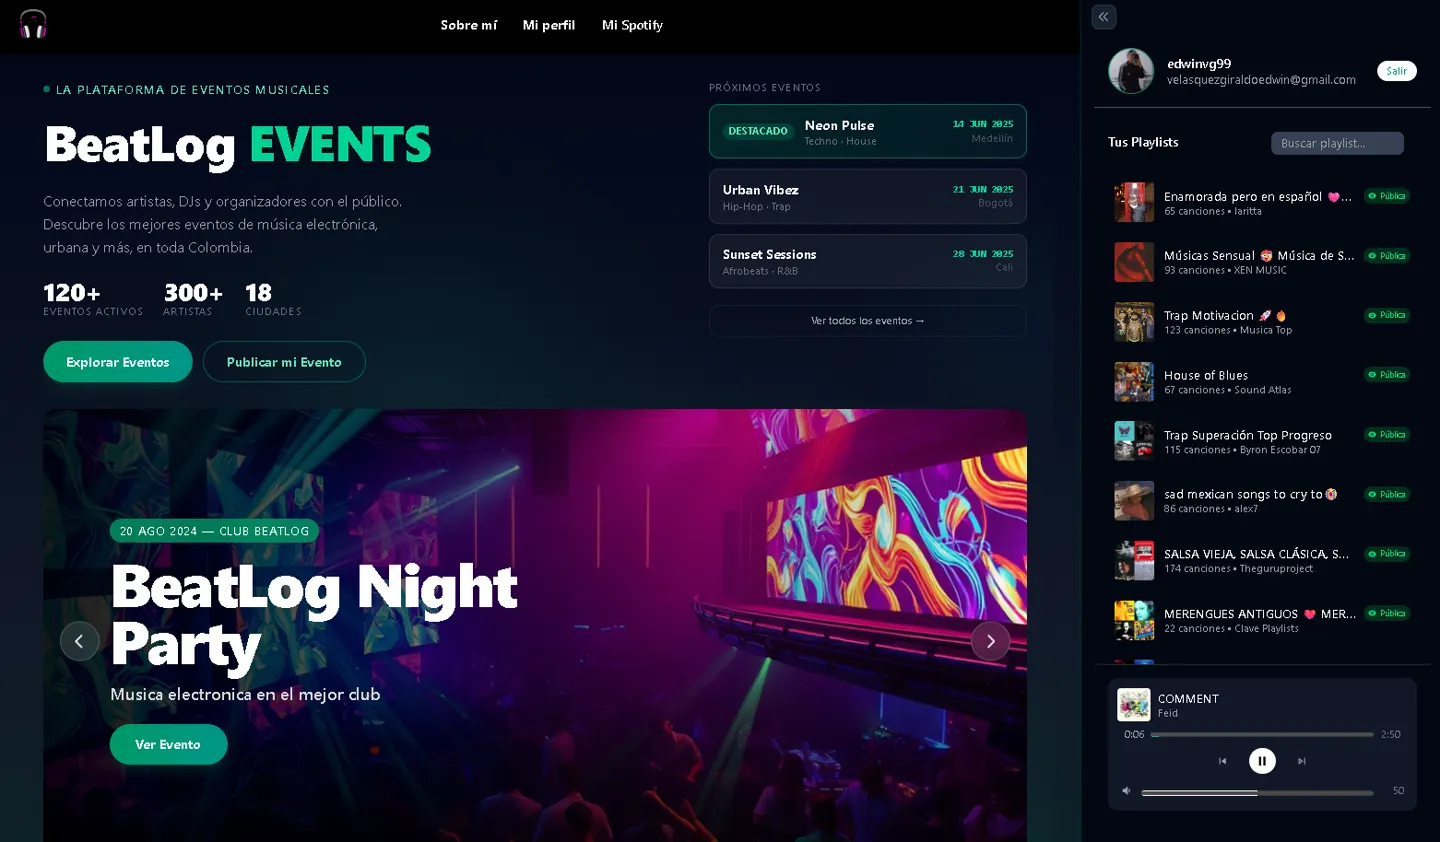 Sobre mí
Mi perfil
Mi Spotify
LA PLATAFORMA DE EVENTOS MUSICALES
BeatLog EVENTS
Conectamos artistas, DJs y organizadores con el público.
Descubre los mejores eventos de música electrónica,
urbana y más, en toda Colombia.
120+
EVENTOS ACTIVOS
300+
ARTISTAS
18
CIUDADES
Explorar Eventos
Publicar mi Evento
PRÓXIMOS EVENTOS
DESTACADO
Neon Pulse
Techno · House
14 JUN 2025
Medellín
Urban Vibez
Hip-Hop · Trap
21 JUN 2025
Bogotá
Sunset Sessions
Afrobeats · R&B
28 JUN 2025
Cali
Ver todos los eventos →
20 AGO 2024 — CLUB BEATLOG
BeatLog Night
Party
Musica electronica en el mejor club
Ver Evento
edwinvg99
velasquezgiraldoedwin@gmail.com
Salir
Tus Playlists
Buscar playlist...
Enamorada pero en español 💗...
65 canciones • laritta
Pública
Músicas Sensual 🥵 Música de S...
93 canciones • XEN MUSIC
Pública
Trap Motivacion 🚀🔥
123 canciones • Musica Top
Pública
House of Blues
67 canciones • Sound Atlas
Pública
Trap Superación Top Progreso
115 canciones • Byron Escobar 07
Pública
sad mexican songs to cry to
86 canciones • alex7
Pública
SALSA VIEJA, SALSA CLÁSICA, S...
174 canciones • Theguruproject
Pública
MERENGUES ANTIGUOS 💗 MER...
22 canciones • Clave Playlists
Pública
COMMENT
Feid
0:06
2:50
50